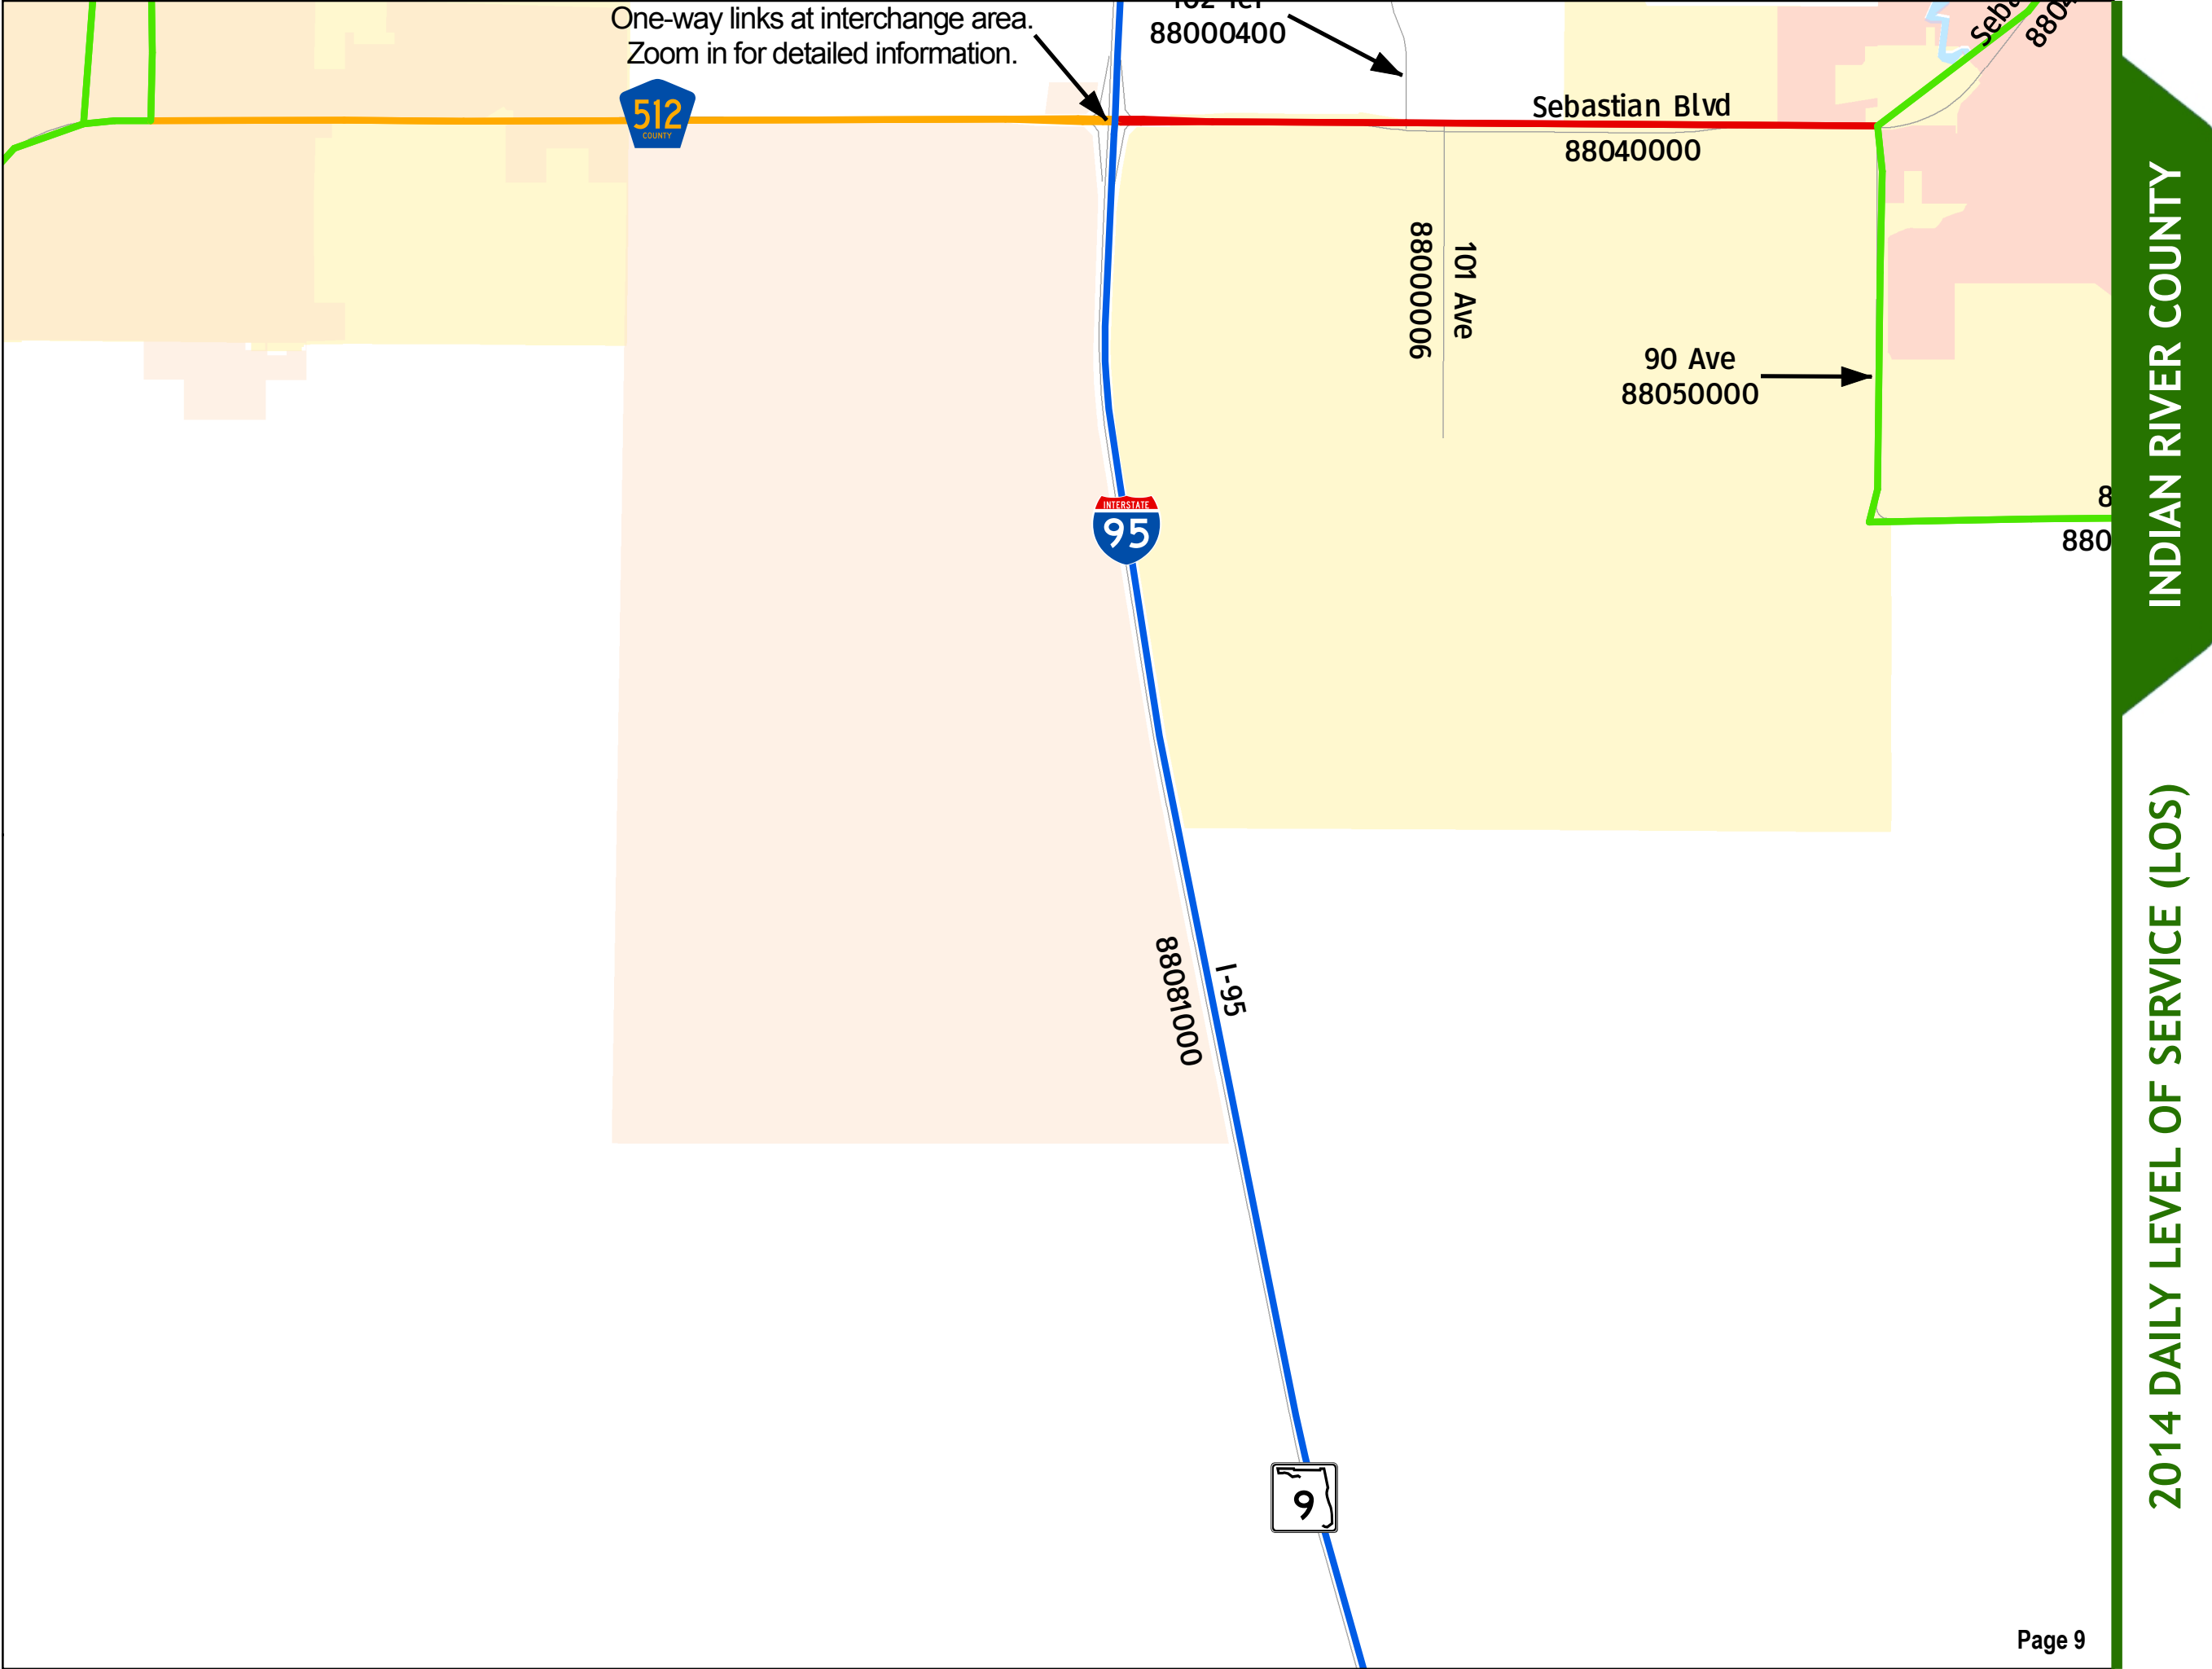 One-way links at interchange area.
Zoom in for detailed information.
88000400
512
COUNTY
Sebastian Blvd
88040000
101 Ave
88000006
90 Ave
88050000
INTERSTATE
95
880
I-95
88081000
9
Page 9
INDIAN RIVER COUNTY
2014 DAILY LEVEL OF SERVICE (LOS)